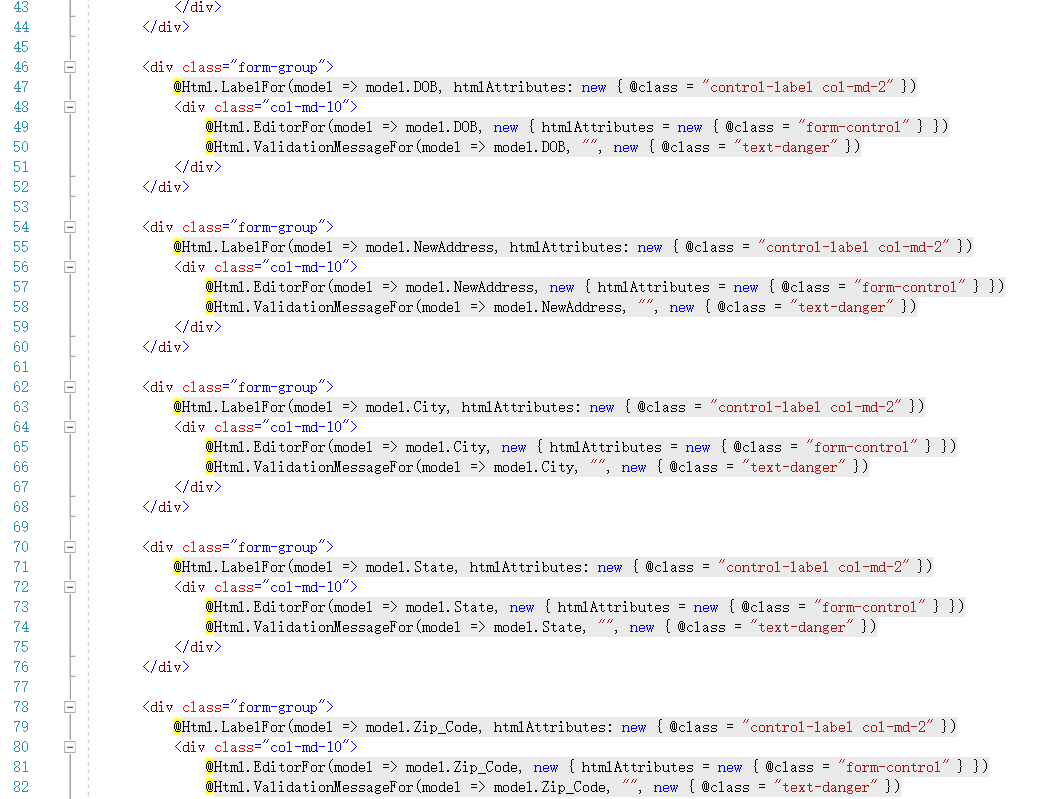 43 </div>
44 </div>
45
46 <div class="form-group">
47 @Html.LabelFor(model => model.DOB, htmlAttributes: new { @class = "control-label col-md-2" })
48 <div class="col-md-10">
49 @Html.EditorFor(model => model.DOB, new { htmlAttributes = new { @class = "form-control" } })
50 @Html.ValidationMessageFor(model => model.DOB, "", new { @class = "text-danger" })
51 </div>
52 </div>
53
54 <div class="form-group">
55 @Html.LabelFor(model => model.NewAddress, htmlAttributes: new { @class = "control-label col-md-2" })
56 <div class="col-md-10">
57 @Html.EditorFor(model => model.NewAddress, new { htmlAttributes = new { @class = "form-control" } })
58 @Html.ValidationMessageFor(model => model.NewAddress, "", new { @class = "text-danger" })
59 </div>
60 </div>
61
62 <div class="form-group">
63 @Html.LabelFor(model => model.City, htmlAttributes: new { @class = "control-label col-md-2" })
64 <div class="col-md-10">
65 @Html.EditorFor(model => model.City, new { htmlAttributes = new { @class = "form-control" } })
66 @Html.ValidationMessageFor(model => model.City, "", new { @class = "text-danger" })
67 </div>
68 </div>
69
70 <div class="form-group">
71 @Html.LabelFor(model => model.State, htmlAttributes: new { @class = "control-label col-md-2" })
72 <div class="col-md-10">
73 @Html.EditorFor(model => model.State, new { htmlAttributes = new { @class = "form-control" } })
74 @Html.ValidationMessageFor(model => model.State, "", new { @class = "text-danger" })
75 </div>
76 </div>
77
78 <div class="form-group">
79 @Html.LabelFor(model => model.Zip_Code, htmlAttributes: new { @class = "control-label col-md-2" })
80 <div class="col-md-10">
81 @Html.EditorFor(model => model.Zip_Code, new { htmlAttributes = new { @class = "form-control" } })
82 @Html.ValidationMessageFor(model => model.Zip_Code, "", new { @class = "text-danger" })